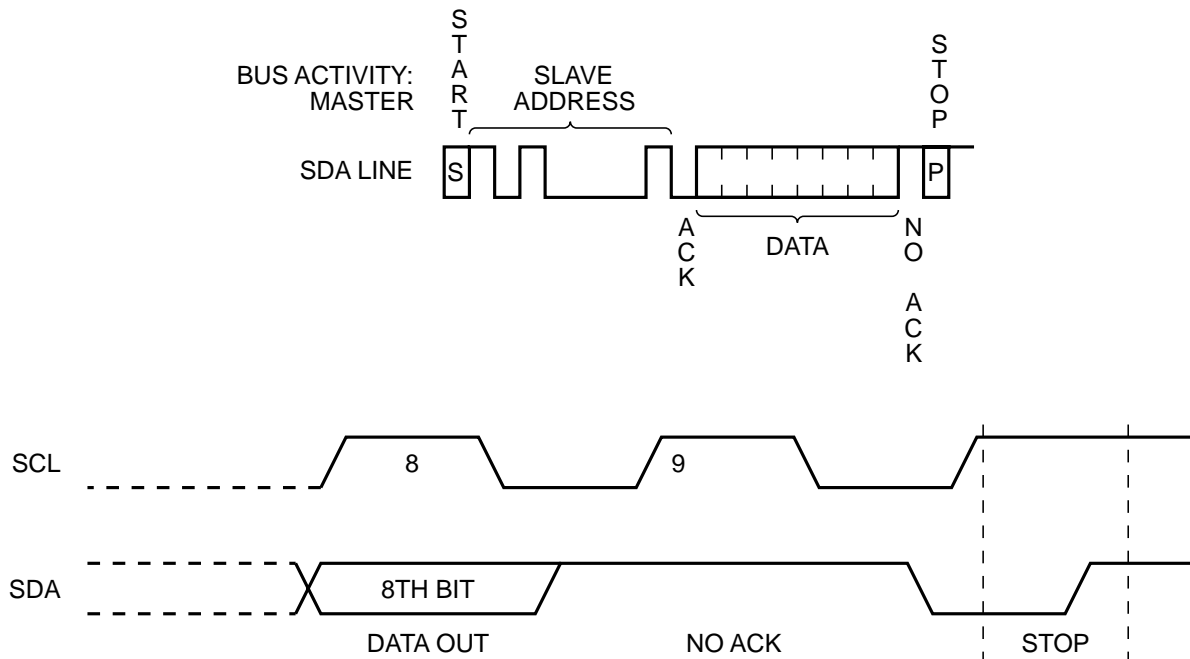 START
BUS ACTIVITY:
MASTER
SLAVE
ADDRESS
STOP
SDA LINE
S
P
ACK
DATA
NO ACK
SCL
8
9
SDA
8TH BIT
DATA OUT
NO ACK
STOP